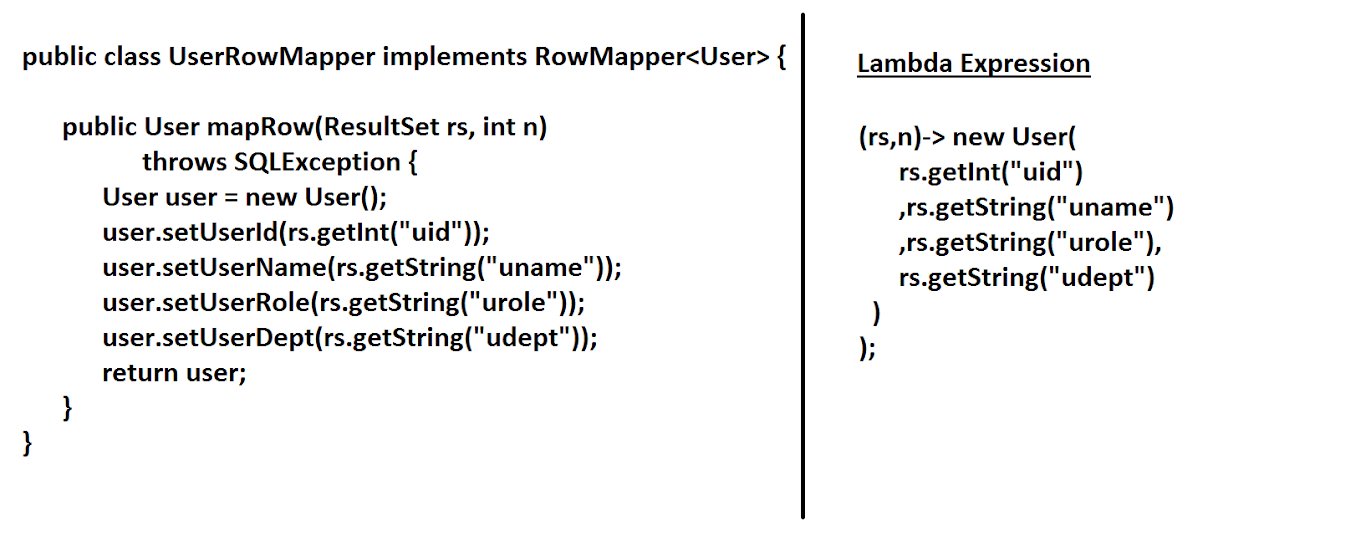 public class UserRowMapper implements RowMapper<User> {
public User mapRow(ResultSet rs, int n)
throws SQLException {
User user = new User();
user.setUserId(rs.getInt("uid"));
user.setUserName(rs.getString("uname"));
user.setUserRole(rs.getString("urole"));
user.setUserDept(rs.getString("udept"));
return user;
}
}
Lambda Expression
(rs,n)-> new User(
rs.getInt("uid")
,rs.getString("uname")
,rs.getString("urole"),
rs.getString("udept")
)
);